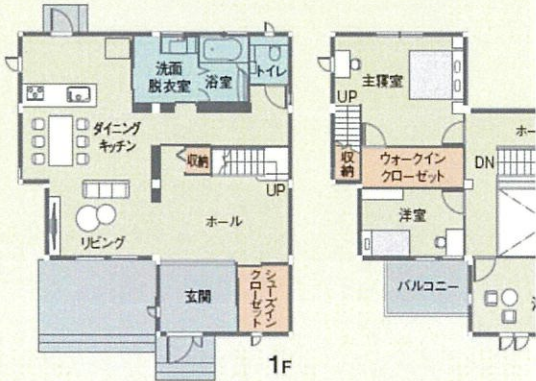 洗面
脱衣室
浴室
トイレ
ダイニング
キッチン
収納
UP
リビング
ホール
玄関
シューズイン
クローゼット
1F
主寝室
UP
収納
ウォークイン
クローゼット
DN
ホー
洋室
バルコニー